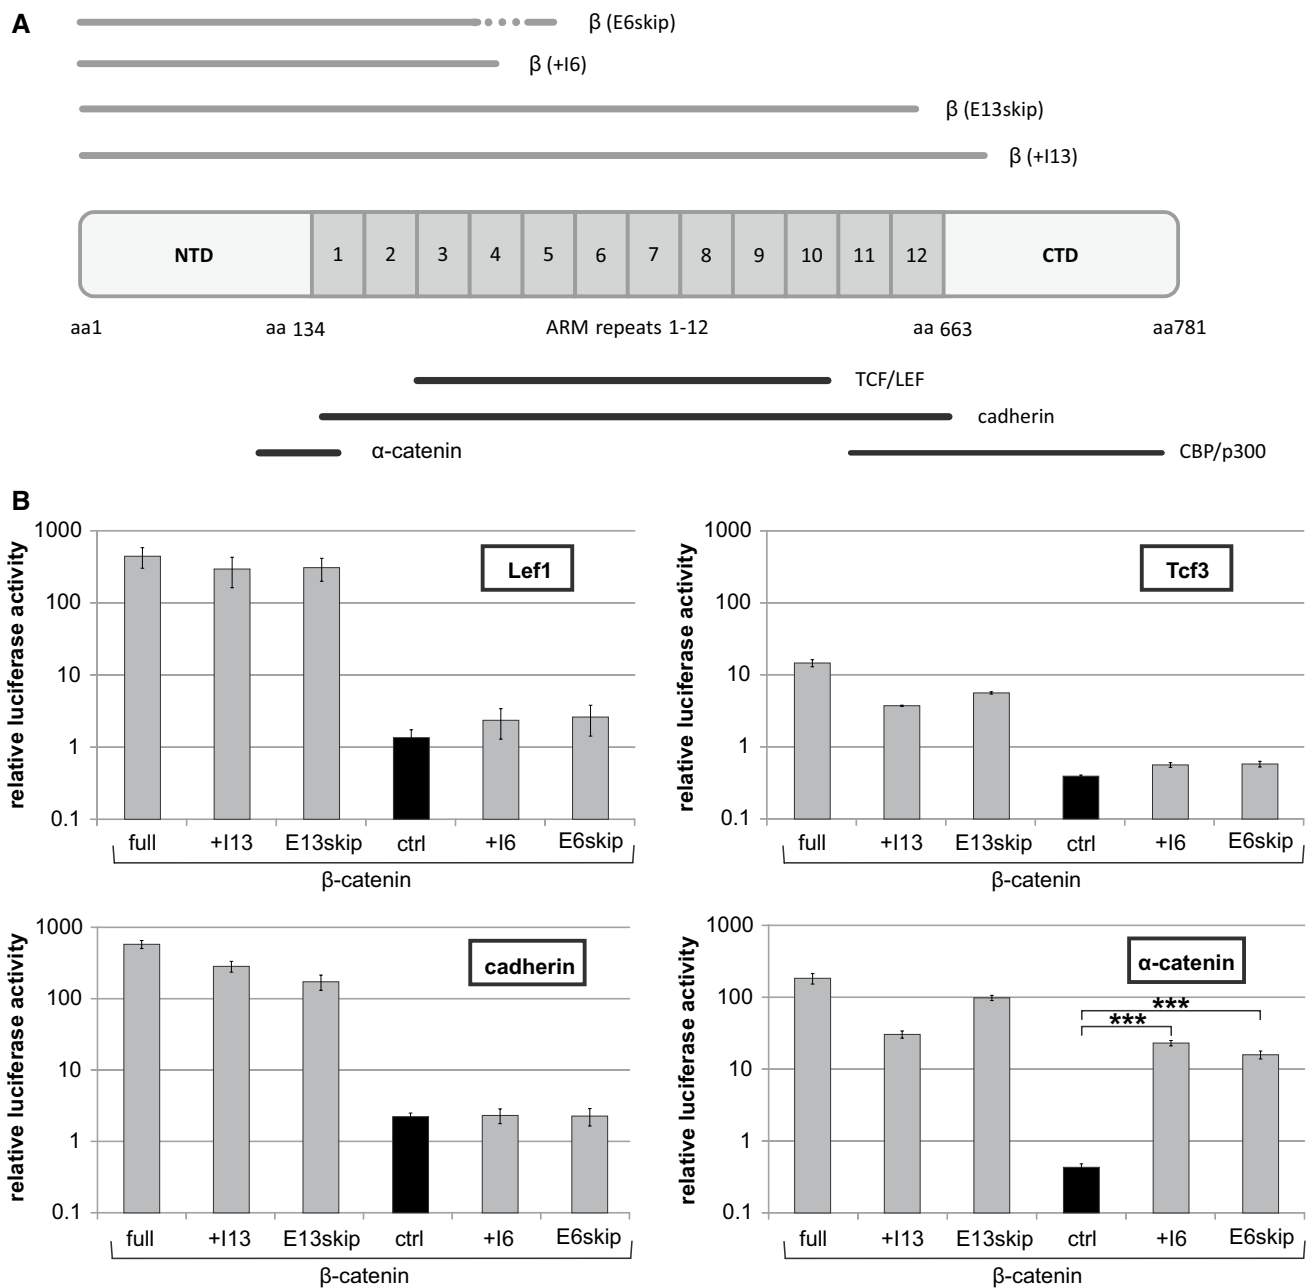 A
β (E6skip)
β (+I6)
β (E13skip)
β (+I13)
NTD 1 2 3 4 5 6 7 8 9 10 11 12 CTD
aa1 aa 134 ARM repeats 1-12 aa 663 aa781
TCF/LEF
cadherin
α-catenin CBP/p300
B
relative luciferase activity
1000
100
10
1
0.1
Lef1
full +I13 E13skip ctrl +I6 E6skip
β-catenin
relative luciferase activity
1000
100
10
1
0.1
Tcf3
full +I13 E13skip ctrl +I6 E6skip
β-catenin
relative luciferase activity
1000
100
10
1
0.1
cadherin
full +I13 E13skip ctrl +I6 E6skip
β-catenin
relative luciferase activity
1000
100
10
1
0.1
α-catenin
***
***
full +I13 E13skip ctrl +I6 E6skip
β-catenin